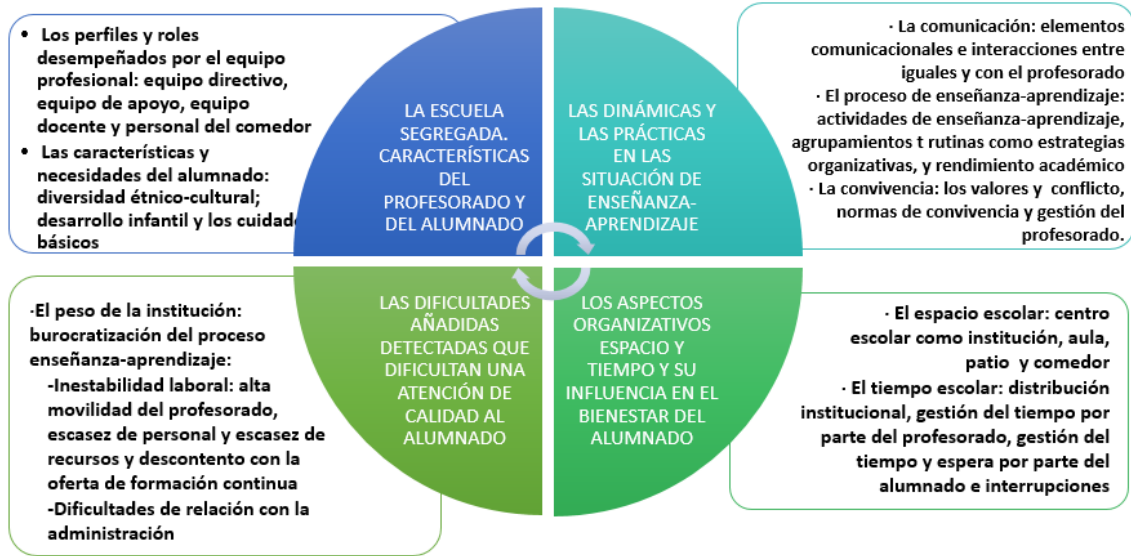 • Los perfiles y roles
desempeñados por el equipo
profesional: equipo directivo,
equipo de apoyo, equipo
docente y personal del comedor
• Las características y
necesidades del alumnado:
diversidad étnico-cultural;
desarrollo infantil y los cuidado
básicos
LA ESCUELA
SEGREGADA.
CARACTERÍSTICAS
DEL
PROFESORADO Y
DEL ALUMNADO
LAS DINÁMICAS Y
LAS PRÁCTICAS
EN LAS
SITUACIÓN DE
ENSEÑANZA-
APRENDIZAJE
· La comunicación: elementos
comunicacionales e interacciones entre
iguales y con el profesorado
· El proceso de enseñanza-aprendizaje:
actividades de enseñanza-aprendizaje,
agrupamientos t rutinas como estrategias
organizativas, y rendimiento académico
· La convivencia: los valores y conflicto,
normas de convivencia y gestión del
profesorado.
·El peso de la institución:
burocratización del proceso
enseñanza-aprendizaje:
-Inestabilidad laboral: alta
movilidad del profesorado,
escasez de personal y escasez de
recursos y descontento con la
oferta de formación continua
-Dificultades de relación con la
administración
LAS DIFICULTADES
AÑADIDAS
DETECTADAS QUE
DIFICULTAN UNA
ATENCIÓN DE
CALIDAD AL
ALUMNADO
LOS ASPECTOS
ORGANIZATIVOS
ESPACIO Y
TIEMPO Y SU
INFLUENCIA EN EL
BIENESTAR DEL
ALUMNADO
· El espacio escolar: centro
escolar como institución, aula,
patio y comedor
· El tiempo escolar: distribución
institucional, gestión del tiempo por
parte del profesorado, gestión del
tiempo y espera por parte del
alumnado e interrupciones